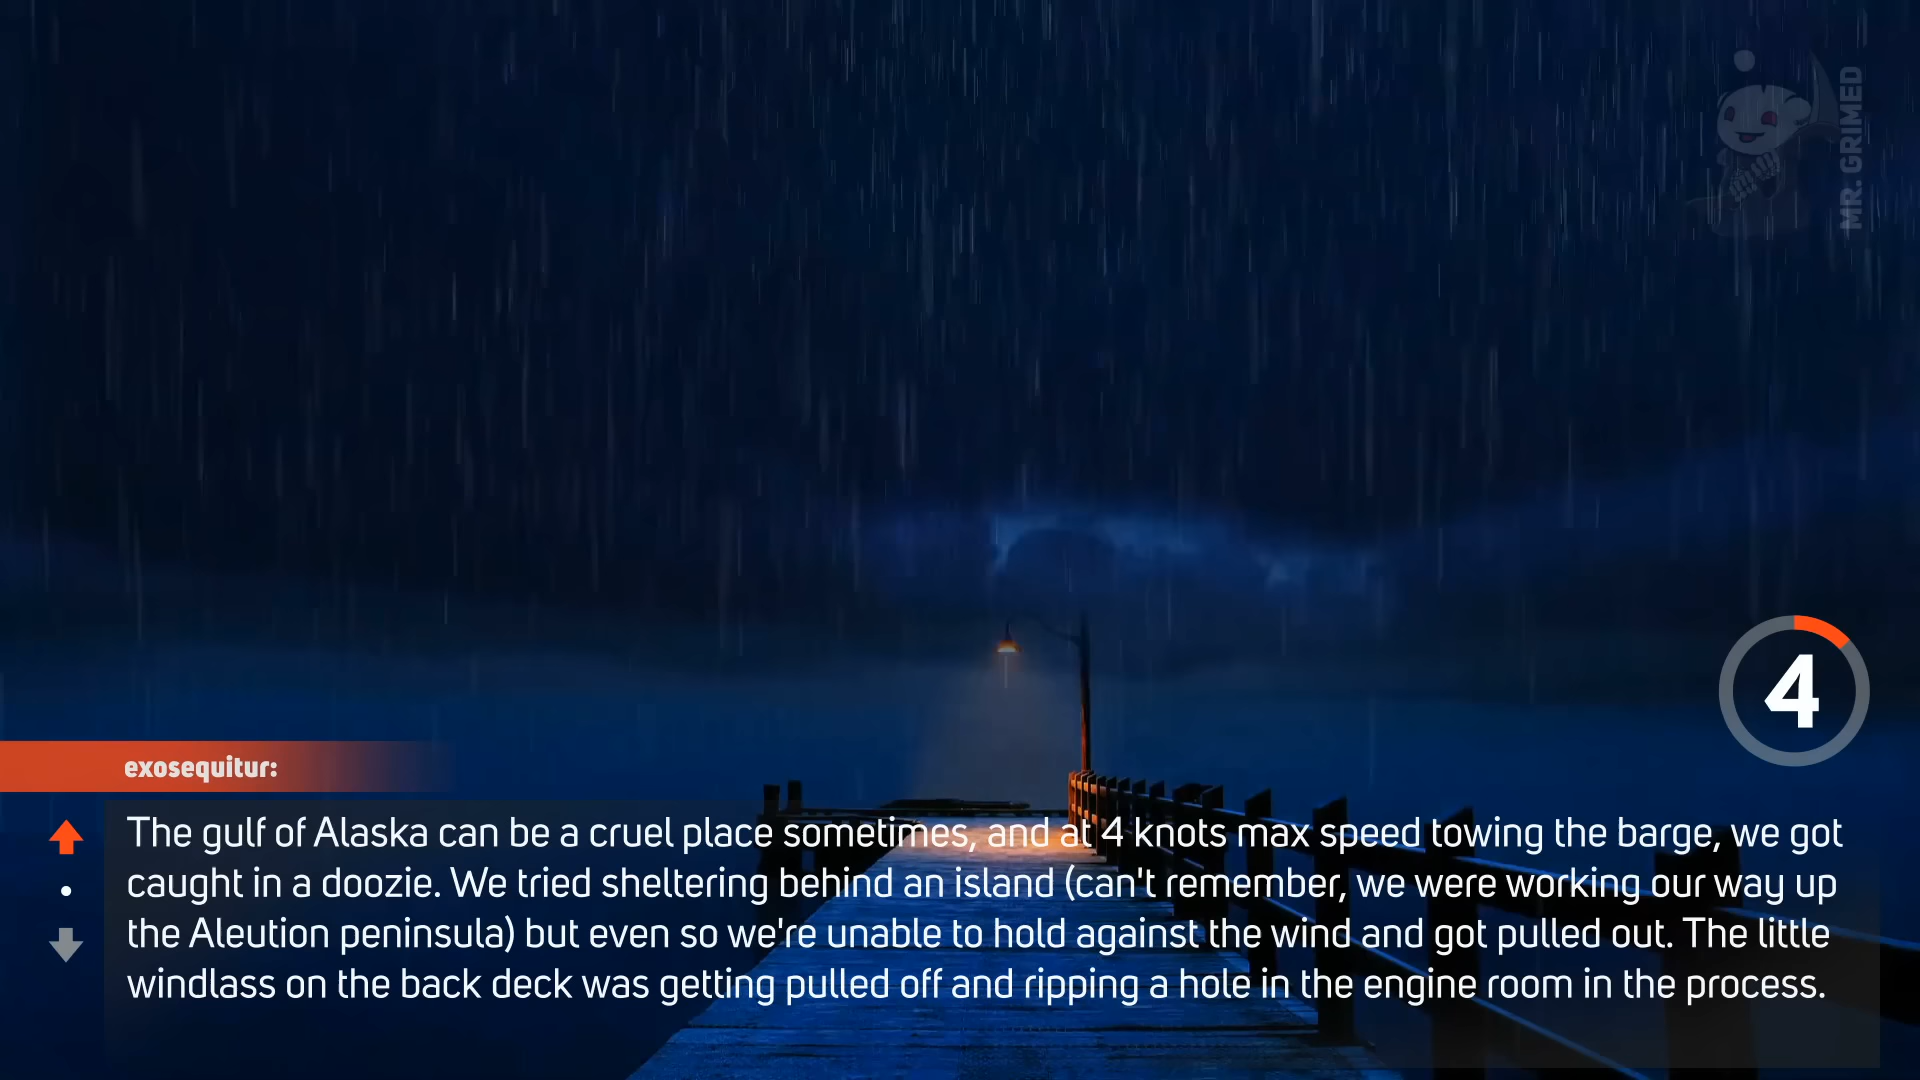 MR. GRIMED
4
exosequitur:
The gulf of Alaska can be a cruel place sometimes, and at 4 knots max speed towing the barge, we got
caught in a doozie. We tried sheltering behind an island (can't remember, we were working our way up
the Aleution peninsula) but even so we're unable to hold against the wind and got pulled out. The little
windlass on the back deck was getting pulled off and ripping a hole in the engine room in the process.